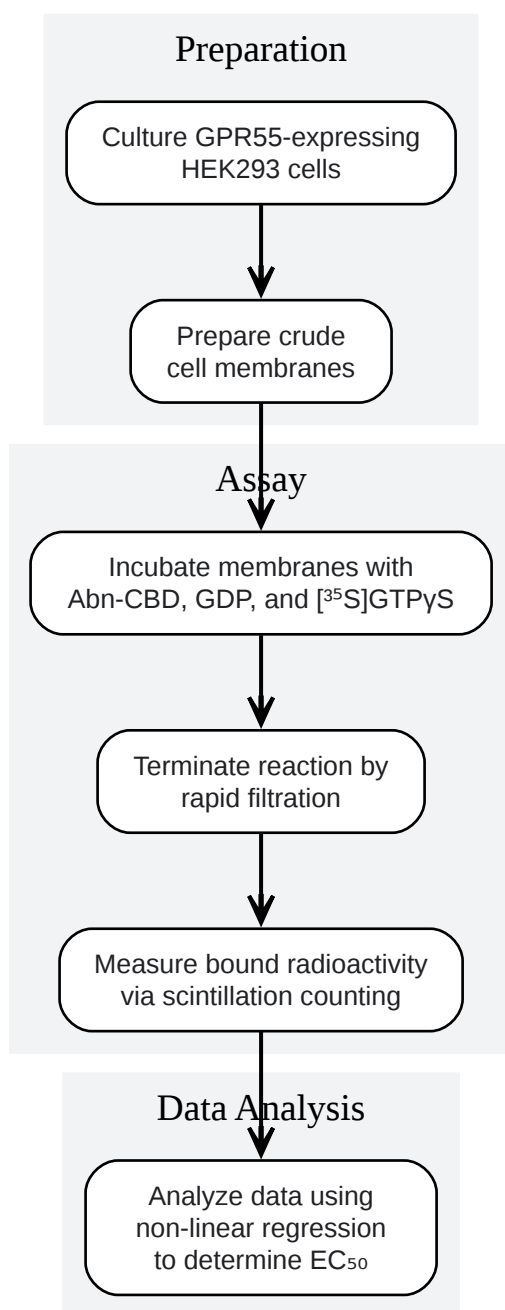 Preparation
Culture GPR55-expressing
HEK293 cells
Prepare crude
cell membranes
Assay
Incubate membranes with
Abn-CBD, GDP, and [³⁵S]GTPγS
Terminate reaction by
rapid filtration
Measure bound radioactivity
via scintillation counting
Data Analysis
Analyze data using
non-linear regression
to determine EC₅₀